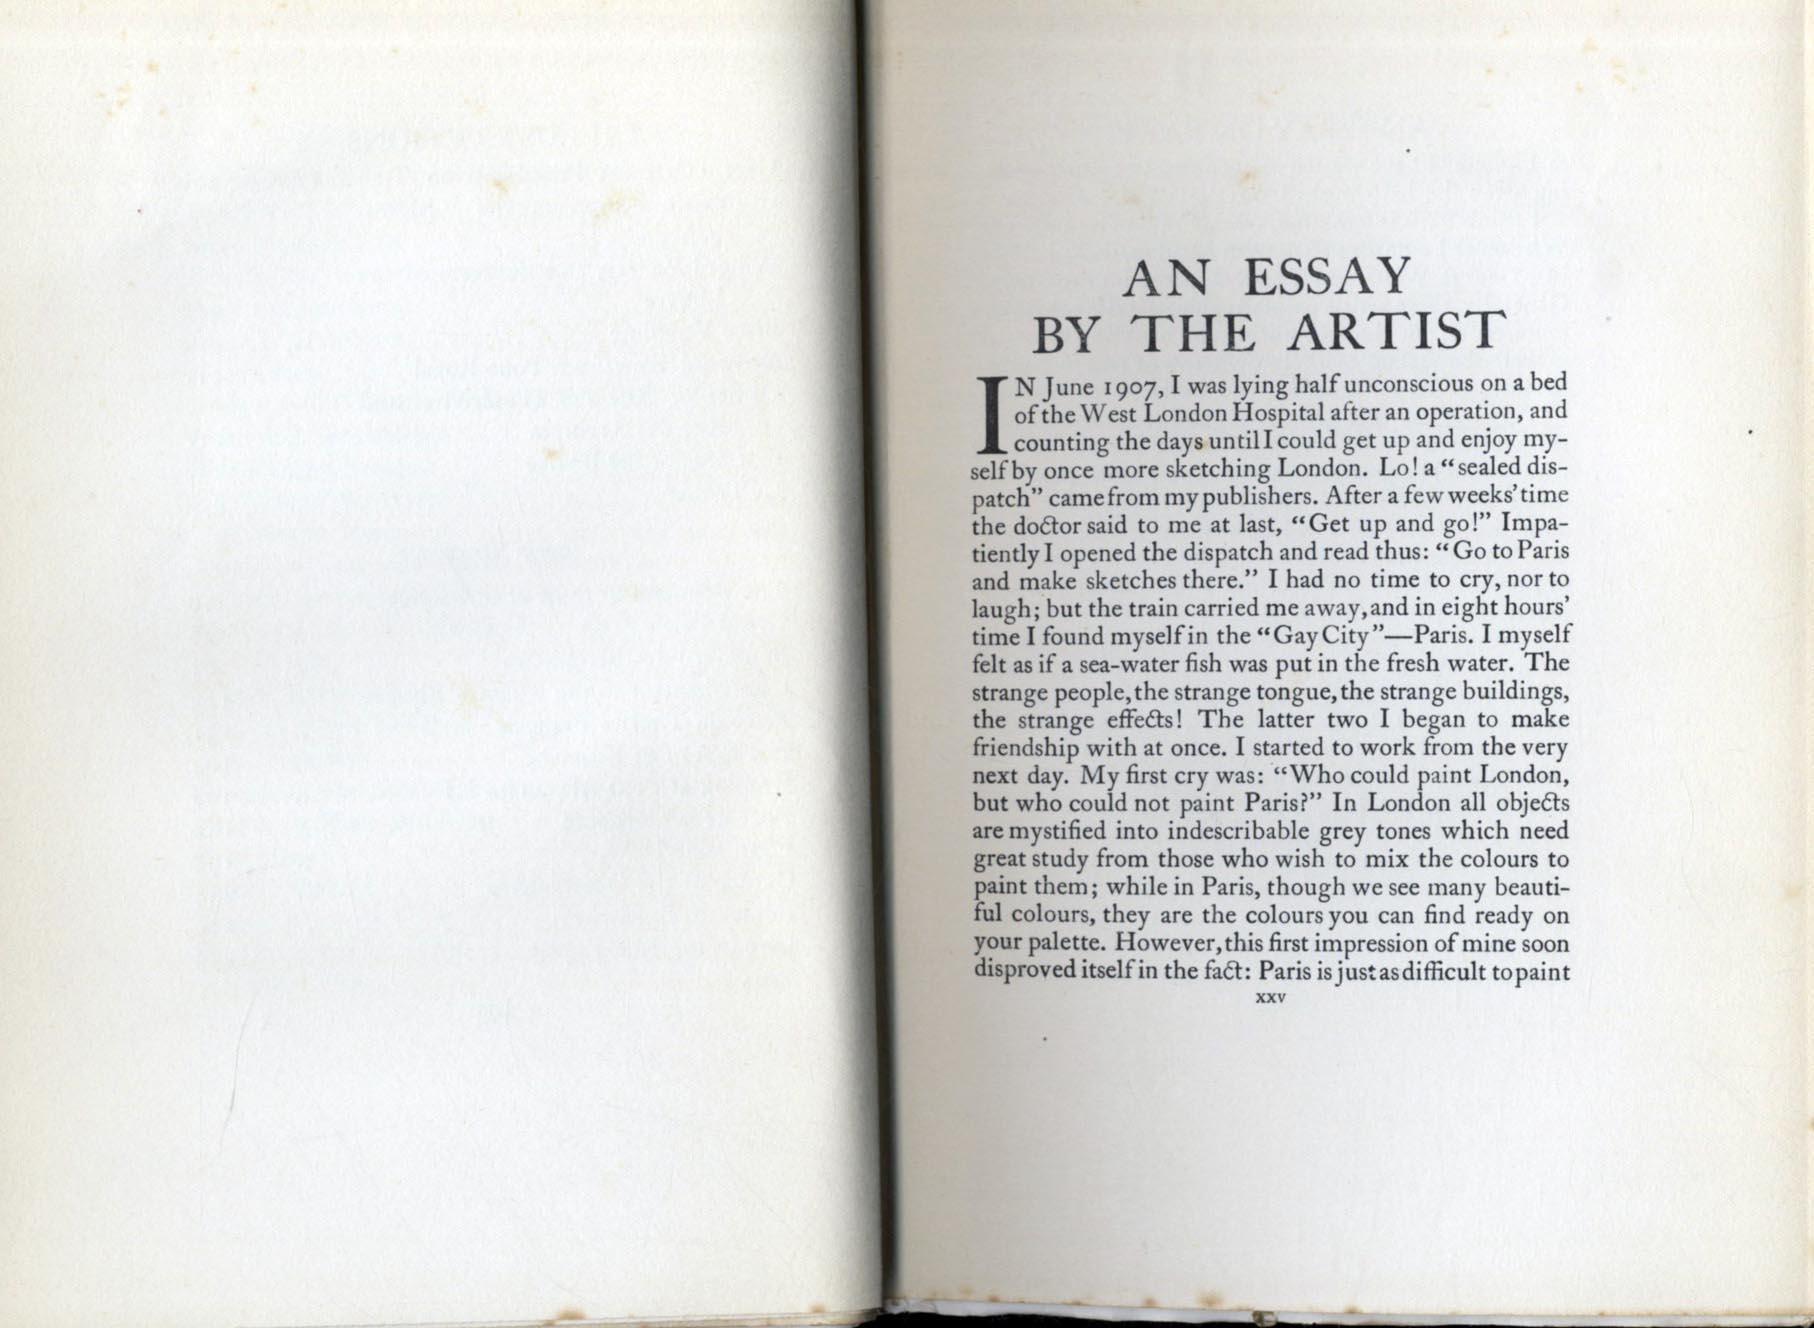 AN ESSAY
BY THE ARTIST
IN June 1907, I was lying half unconscious on a bed
of the West London Hospital after an operation, and
counting the days until I could get up and enjoy my-
self by once more sketching London. Lo! a “sealed dis-
patch” came from my publishers. After a few weeks’ time
the doctor said to me at last, “Get up and go!” Impa-
tiently I opened the dispatch and read thus: “Go to Paris
and make sketches there.” I had no time to cry, nor to
laugh; but the train carried me away, and in eight hours’
time I found myself in the “Gay City”—Paris. I myself
felt as if a sea-water fish was put in the fresh water. The
strange people, the strange tongue, the strange buildings,
the strange effects! The latter two I began to make
friendship with at once. I started to work from the very
next day. My first cry was: “Who could paint London,
but who could not paint Paris?” In London all objects
are mystified into indescribable grey tones which need
great study from those who wish to mix the colours to
paint them; while in Paris, though we see many beauti-
ful colours, they are the colours you can find ready on
your palette. However, this first impression of mine soon
disproved itself in the fact: Paris is just as difficult to paint
xxv